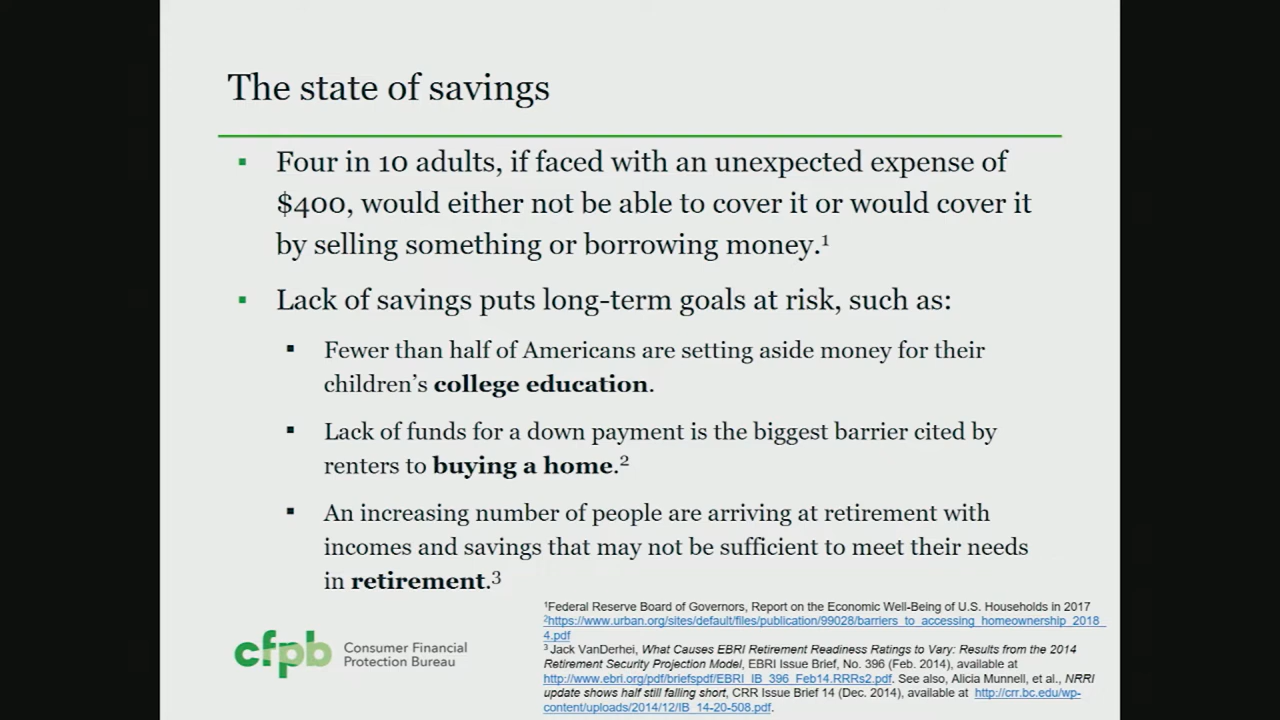 The state of savings
▪ Four in 10 adults, if faced with an unexpected expense of
$400, would either not be able to cover it or would cover it
by selling something or borrowing money.¹
▪ Lack of savings puts long-term goals at risk, such as:
▪ Fewer than half of Americans are setting aside money for their
children’s college education.
▪ Lack of funds for a down payment is the biggest barrier cited by
renters to buying a home.²
▪ An increasing number of people are arriving at retirement with
incomes and savings that may not be sufficient to meet their needs
in retirement.³
cfpb Consumer Financial
Protection Bureau
¹Federal Reserve Board of Governors, Report on the Economic Well-Being of U.S. Households in 2017
²https://www.urban.org/sites/default/files/publication/99028/barriers_to_accessing_homeownership_2018_
4.pdf
³ Jack VanDerhei, What Causes EBRI Retirement Readiness Ratings to Vary: Results from the 2014
Retirement Security Projection Model, EBRI Issue Brief, No. 396 (Feb. 2014), available at
http://www.ebri.org/pdf/briefspdf/EBRI_IB_396_Feb14.RRRs2.pdf. See also, Alicia Munnell, et al., NRRI
update shows half still falling short, CRR Issue Brief 14 (Dec. 2014), available at http://crr.bc.edu/wp-
content/uploads/2014/12/IB_14-20-508.pdf.